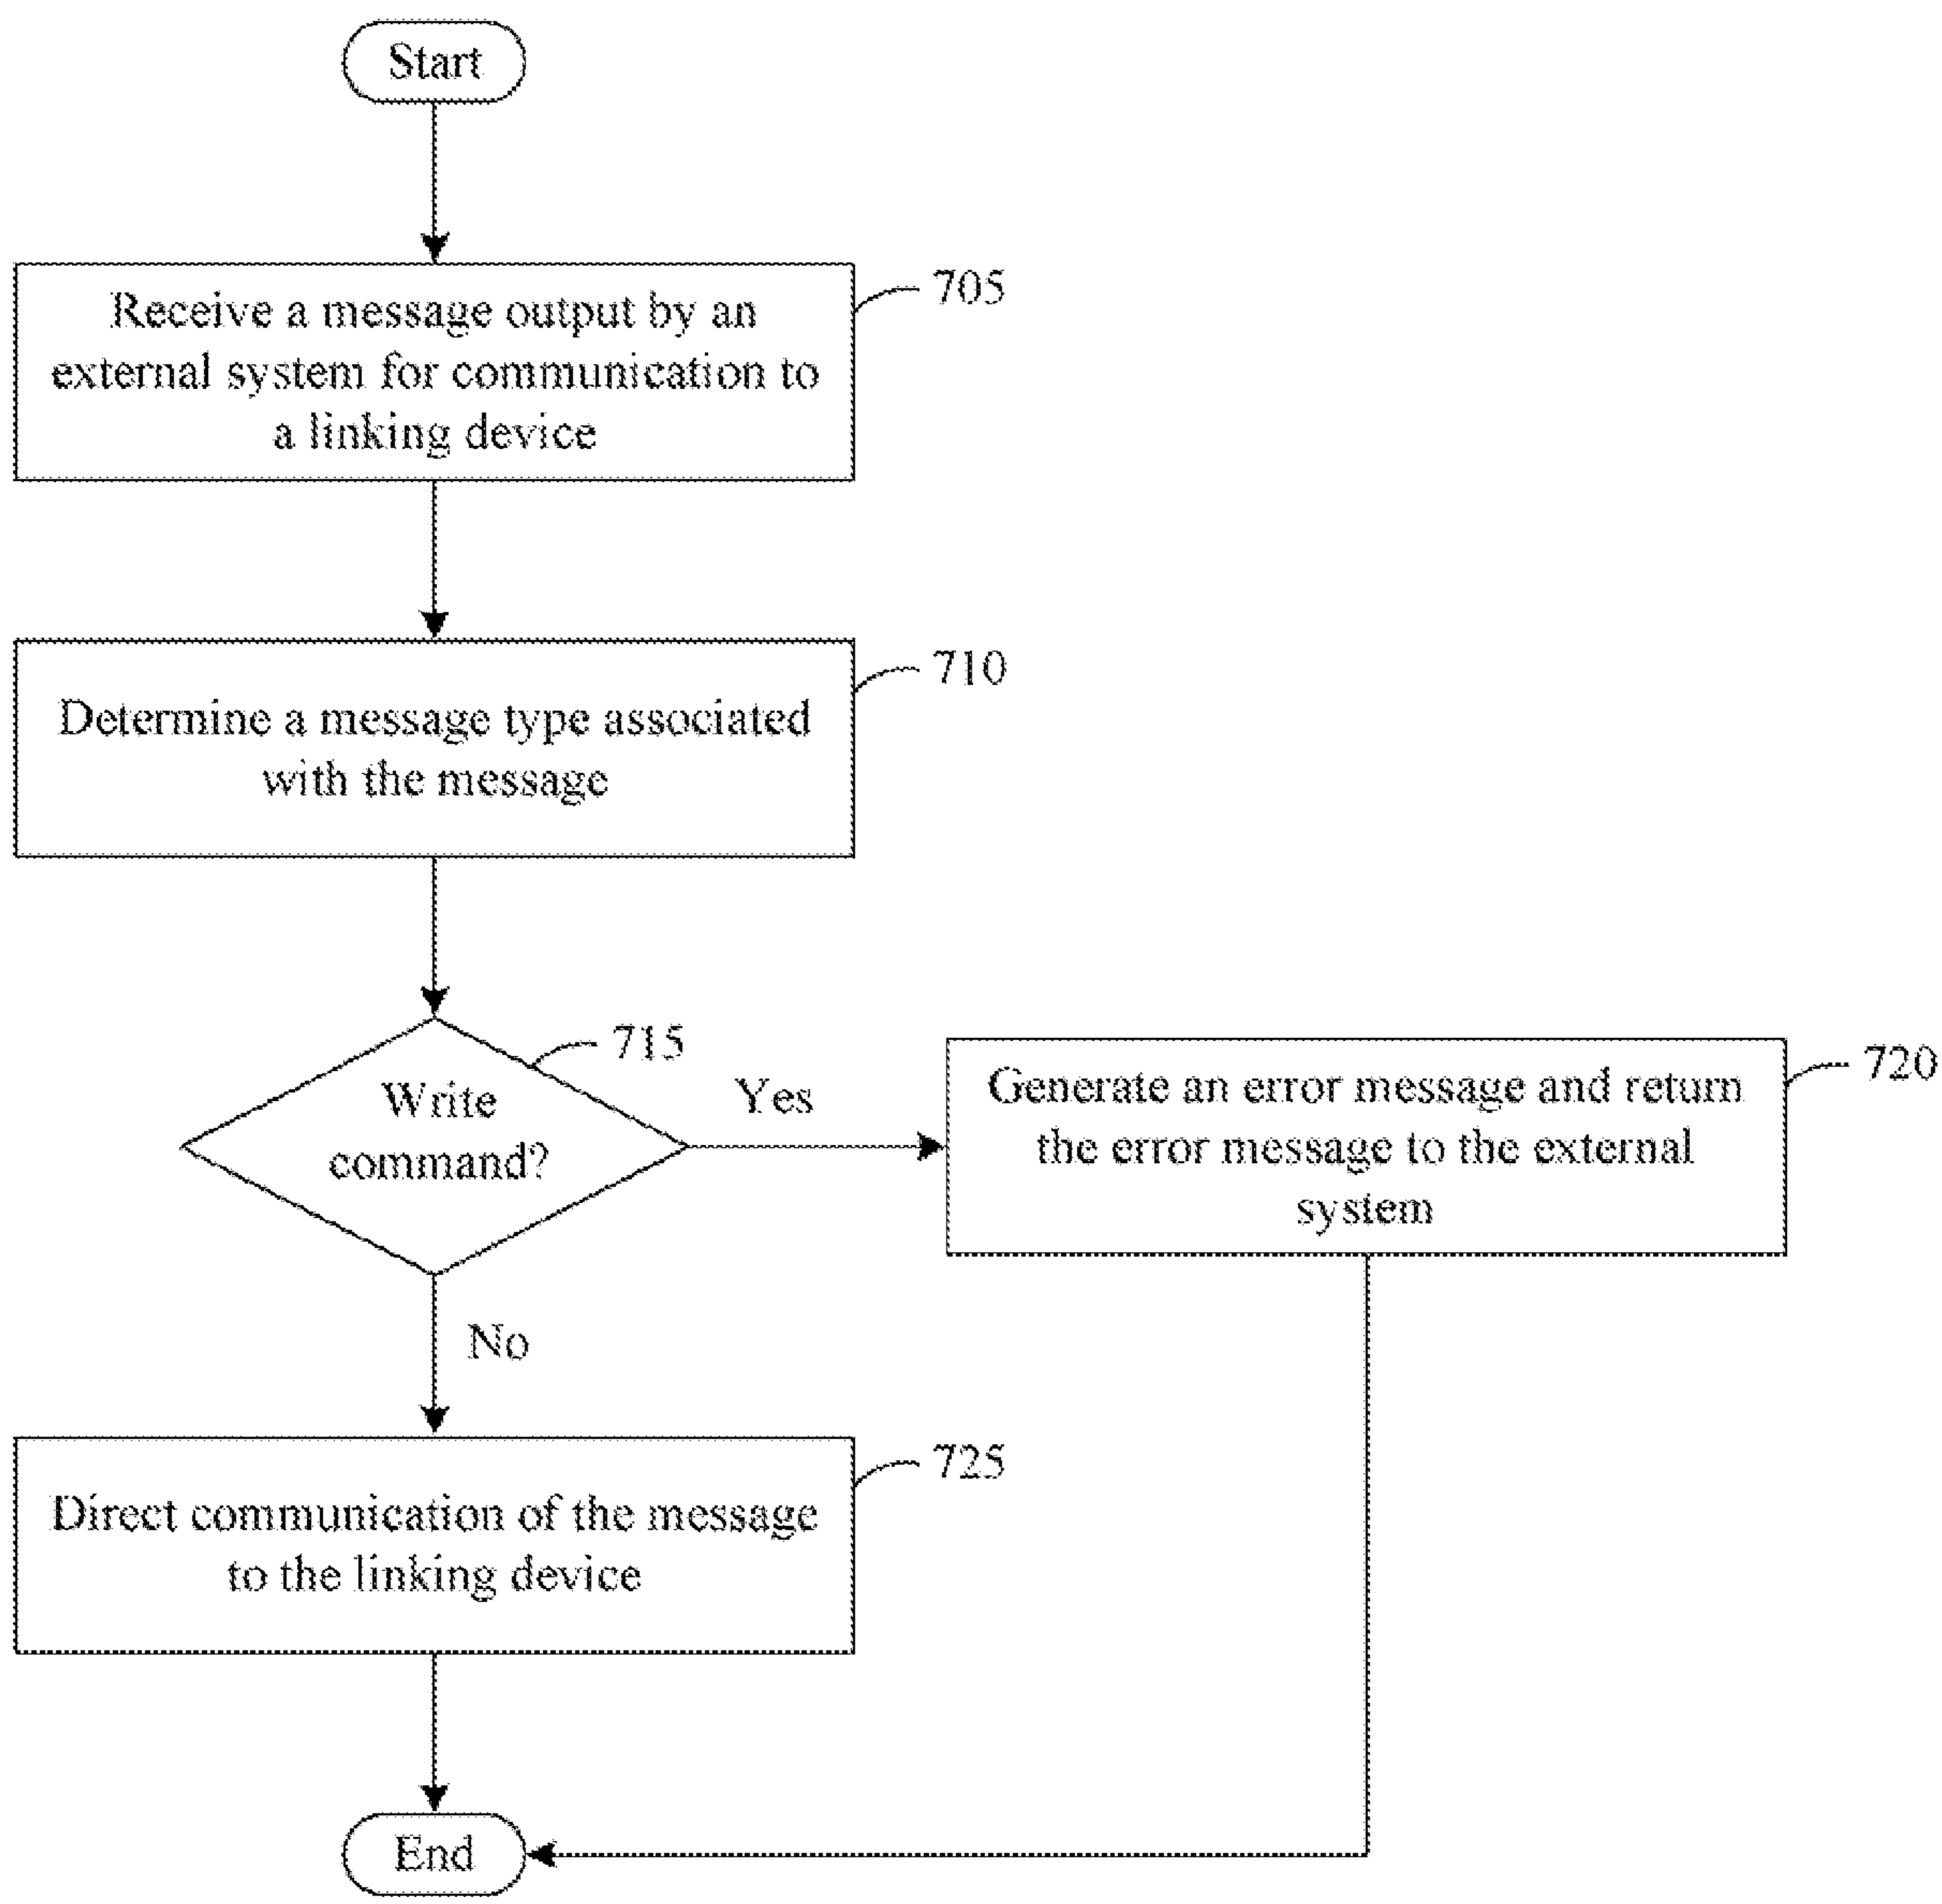 Start
Receive a message output by an
external system for communication to
a linking device
705
Determine a message type associated
with the message
710
Write
command?
715
Yes
Generate an error message and return
the error message to the external
system
720
No
Direct communication of the message
to the linking device
725
End